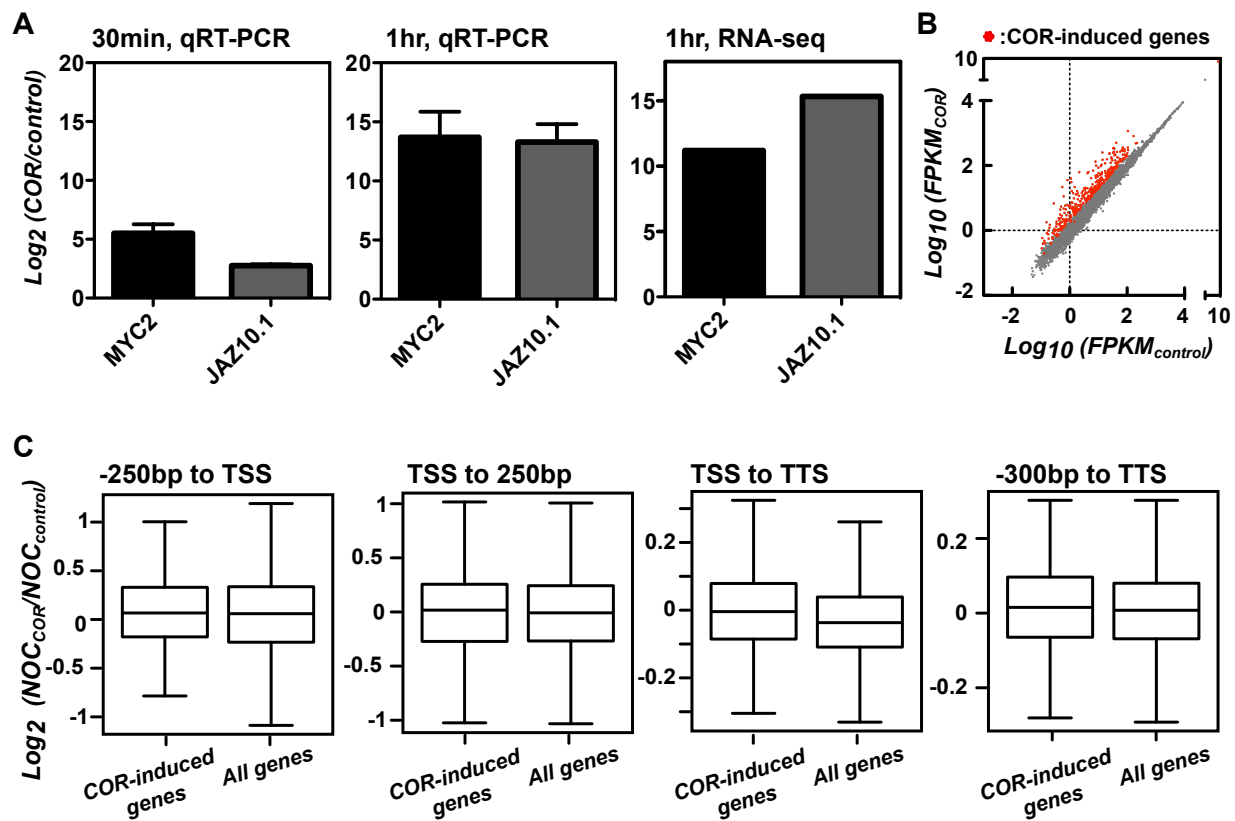 A
30min, qRT-PCR
1hr, qRT-PCR
1hr, RNA-seq
Log2 (COR/control)
20
15
10
5
0
MYC2
JAZ10.1
20
15
10
5
0
MYC2
JAZ10.1
15
10
5
0
MYC2
JAZ10.1
B
:COR-induced genes
Log10 (FPKMCOR)
10
4
2
0
-2
-2
0
2
4
10
Log10 (FPKMcontrol)
C
-250bp to TSS
TSS to 250bp
TSS to TTS
-300bp to TTS
Log2 (NOCCOR/NOCcontrol)
1
0.5
0
-0.5
-1
COR-induced
genes
All genes
1
0.5
0
-0.5
-1
COR-induced
genes
All genes
0.2
0
-0.2
COR-induced
genes
All genes
0.2
0
-0.2
COR-induced
genes
All genes